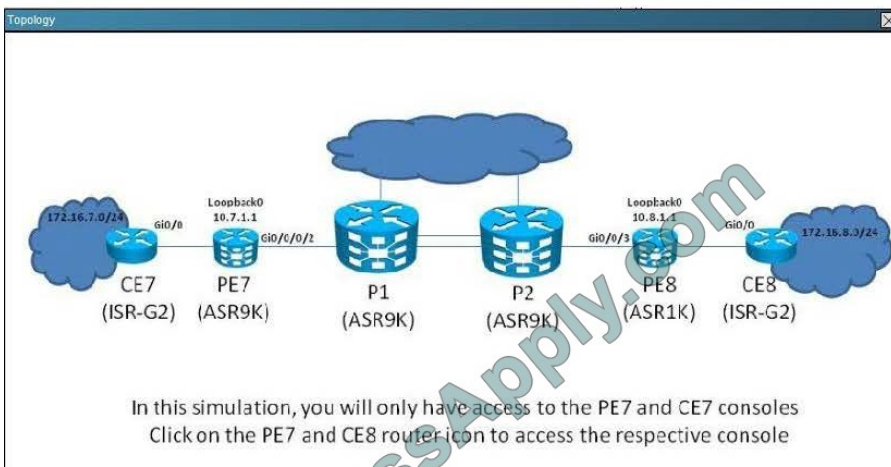 Topology
172.16.7.0/24
Gi0/0
Loopback0
10.7.1.1
Gi0/0/0/2
Gi0/0/3
Loopback0
10.8.1.1
Gi0/0
172.16.8.0/24
CE7
(ISR-G2)
PE7
(ASR9K)
P1
(ASR9K)
P2
(ASR9K)
PE8
(ASR1K)
CE8
(ISR-G2)
In this simulation, you will only have access to the PE7 and CE7 consoles
Click on the PE7 and CE8 router icon to access the respective console
ssApply.com